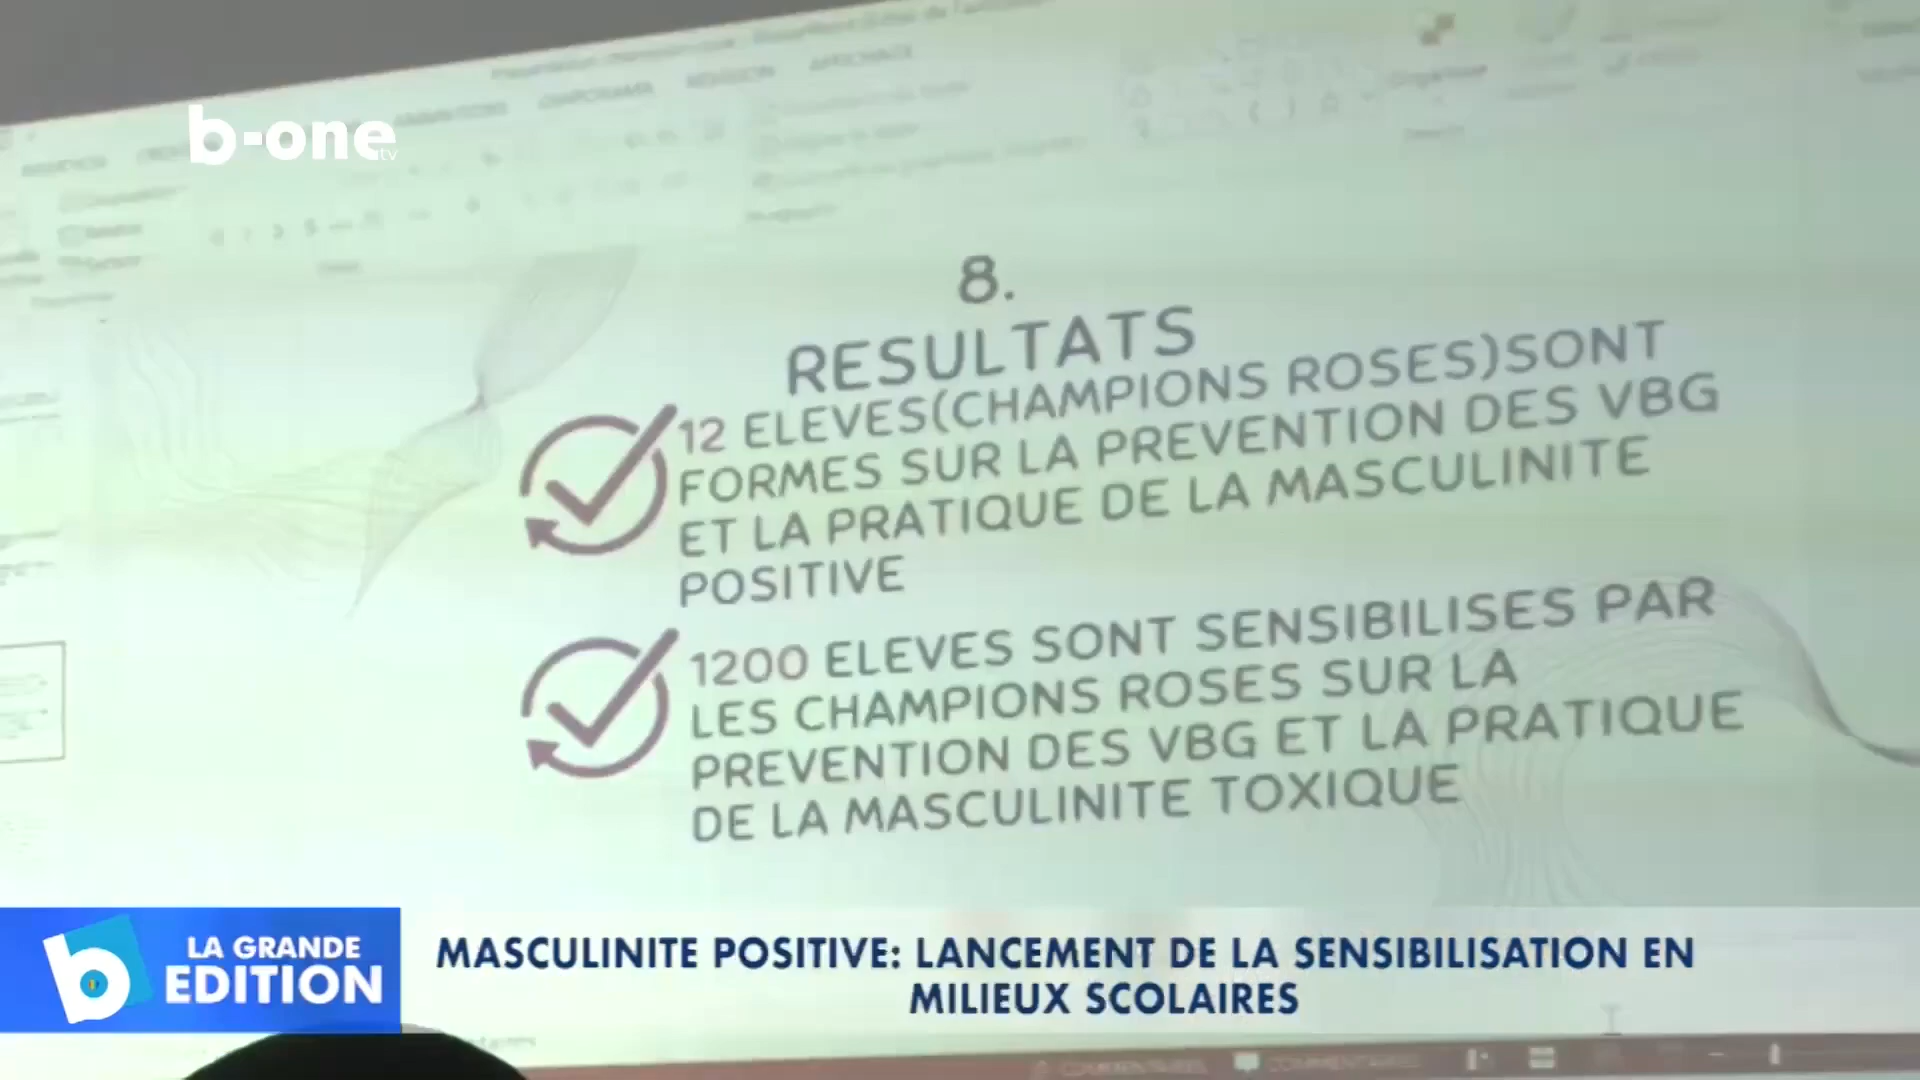 b-one tv
8.
RESULTATS
12 ELEVES(CHAMPIONS ROSES)SONT
FORMES SUR LA PREVENTION DES VBG
ET LA PRATIQUE DE LA MASCULINITE
POSITIVE
1200 ELEVES SONT SENSIBILISES PAR
LES CHAMPIONS ROSES SUR LA
PREVENTION DES VBG ET LA PRATIQUE
DE LA MASCULINITE TOXIQUE
b
LA GRANDE
EDITION
MASCULINITE POSITIVE: LANCEMENT DE LA SENSIBILISATION EN
MILIEUX SCOLAIRES
COMMENTAIRES